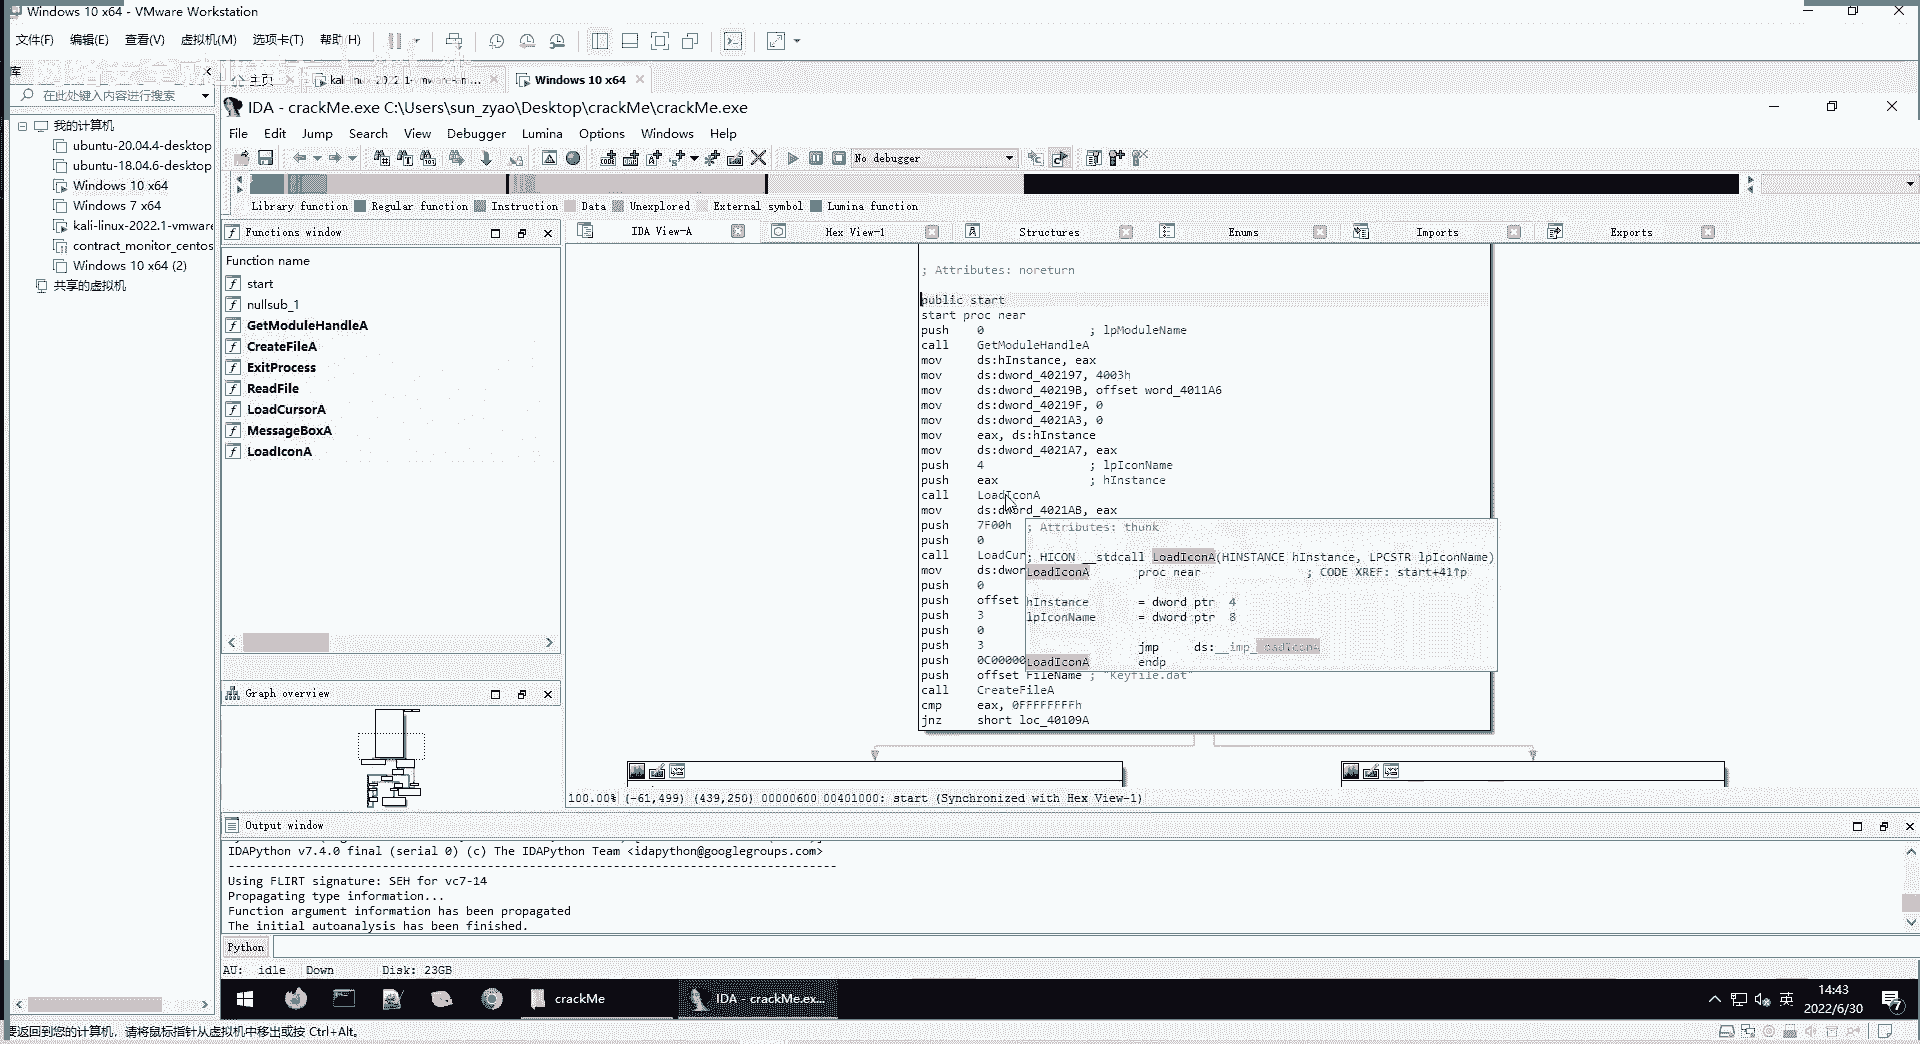 Windows 10 x64 - VMware Workstation
文件(F) 编辑(E) 查看(V) 虚拟机(M) 选项卡(T) 帮助(H)
库
主页
Windows 10 x64
在此处键入内容进行搜索
我的计算机
ubuntu-20.04.4-desktop
ubuntu-18.04.6-desktop
Windows 10 x64
Windows 7 x64
kali-linux-2022.1-vmware
contract_monitor_centos
Windows 10 x64 (2)
共享的虚拟机
IDA - crackMe.exe C:\Users\sun_zyao\Desktop\crackMe\crackMe.exe
File Edit Jump Search View Debugger Lumina Options Windows Help
No debugger
Library function Regular function Instruction Data Unexplored External symbol Lumina function
Functions window
IDA View-A Hex View-1 Structures Enums Imports Exports
Function name
start
nullsub_1
GetModuleHandleA
CreateFileA
ExitProcess
ReadFile
LoadCursorA
MessageBoxA
LoadIconA
; Attributes: noreturn
public start
start proc near
push 0 ; lpModuleName
call GetModuleHandleA
mov ds:hInstance, eax
mov ds:dword_402197, 4003h
mov ds:dword_40219B, offset word_4011A6
mov ds:dword_40219F, 0
mov ds:dword_4021A3, 0
mov eax, ds:hInstance
mov ds:dword_4021A7, eax
push 4 ; lpIconName
push eax ; hInstance
call LoadIconA
mov ds:dword_4021AB, eax
push 7F00h
push 0
call LoadCur
mov ds:dwor
push 0
push offset
push 3
push 0
push 3
push 0C00000
push offset FileName ; "Keyfile.dat"
call CreateFileA
cmp eax, 0FFFFFFFFh
jnz short loc_40109A
; Attributes: thunk
; HICON __stdcall LoadIconA(HINSTANCE hInstance, LPCSTR lpIconName)
LoadIconA proc near ; CODE XREF: start+41↑p
hInstance = dword ptr 4
lpIconName = dword ptr 8
jmp ds:__imp_LoadIconA
LoadIconA endp
Graph overview
100.00% (-61,499) (439,250) 00000600 00401000: start (Synchronized with Hex View-1)
Output window
IDAPython v7.4.0 final (serial 0) (c) The IDAPython Team <idapython@googlegroups.com>
Using FLIRT signature: SEH for vc7-14
Propagating type information...
Function argument information has been propagated
The initial autoanalysis has been finished.
Python
AU: idle Down Disk: 23GB
crackMe
IDA - crackMe.ex...
英
14:43
2022/6/30
7
要返回到您的计算机，请将鼠标指针从虚拟机中移出或按 Ctrl+Alt。